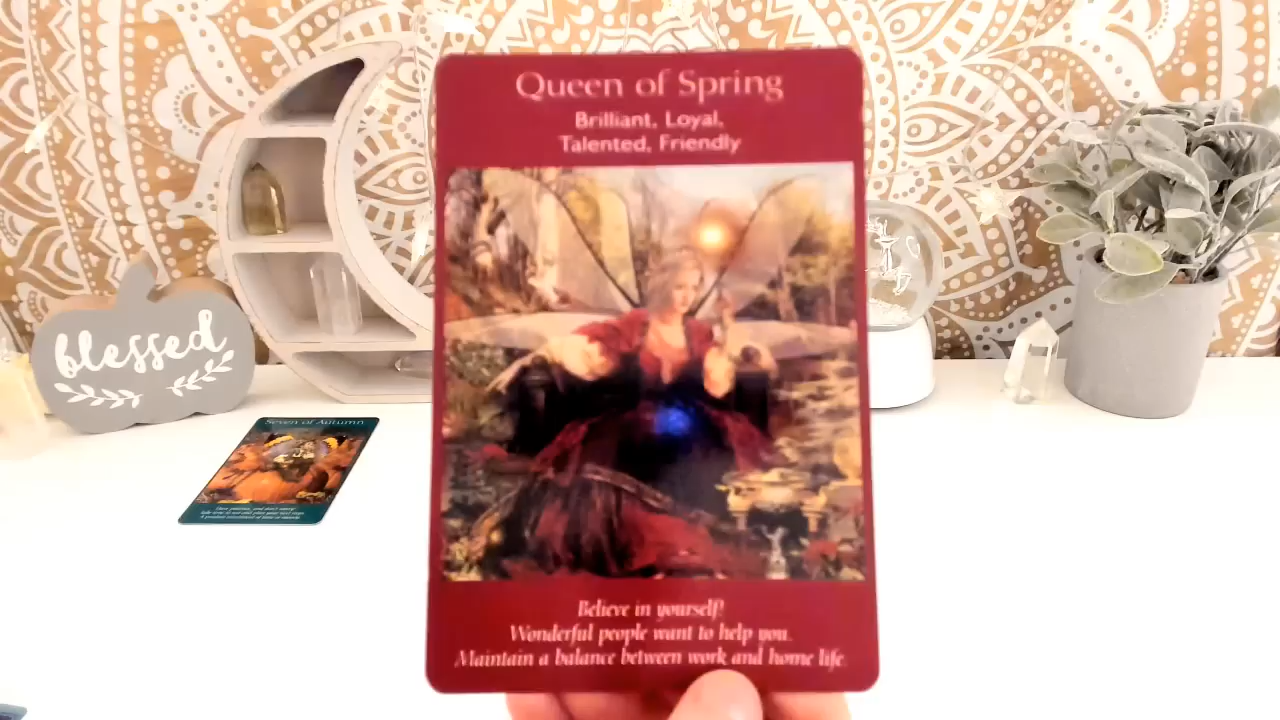 Queen of Spring
Brilliant, Loyal,
Talented, Friendly
Believe in yourself!
Wonderful people want to help you.
Maintain a balance between work and home life.
blessed
Seven of Autumn